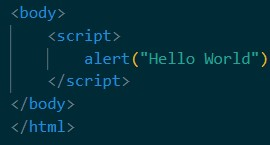 <body>
<script>
alert("Hello World")
</script>
</body>
</html>